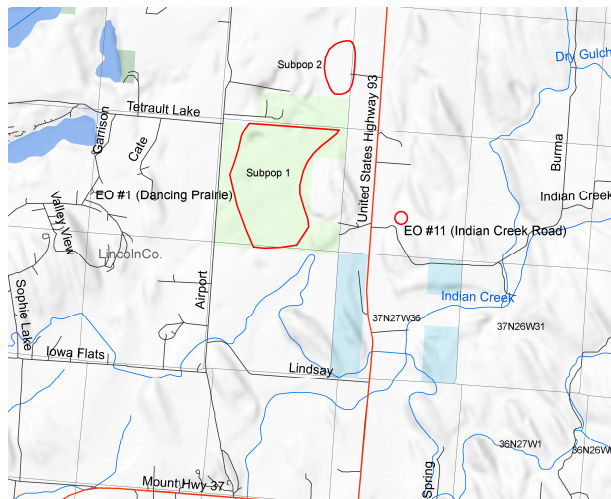 Dry Gulch
Subpop 2
Tetrault Lake
United States Highway 93
Garrison
Cate
Burma
Subpop 1
EO #1 (Dancing Prairie)
Indian Creek
Valley View
EO #11 (Indian Creek Road)
LincolnCo.
Airport
Sophie Lake
Indian Creek
37N27W36
37N26W31
Iowa Flats
Lindsay
36N27W1
36N26W
Mount Hwy 37
Spring